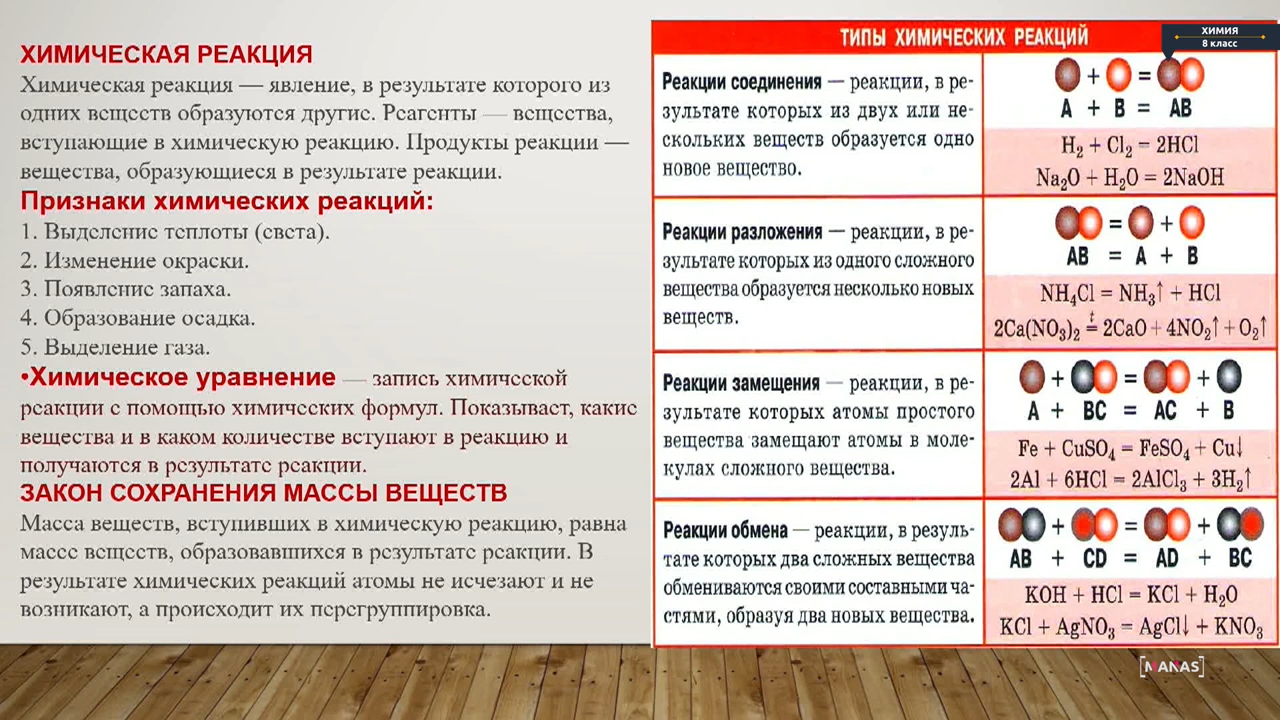 ХИМИЧЕСКАЯ РЕАКЦИЯ
Химическая реакция — явление, в результате которого из
одних веществ образуются другие. Реагенты — вещества,
вступающие в химическую реакцию. Продукты реакции —
вещества, образующиеся в результате реакции.
Признаки химических реакций:
1. Выделение теплоты (света).
2. Изменение окраски.
3. Появление запаха.
4. Образование осадка.
5. Выделение газа.
•Химическое уравнение — запись химической
реакции с помощью химических формул. Показывает, какие
вещества и в каком количестве вступают в реакцию и
получаются в результате реакции.
ЗАКОН СОХРАНЕНИЯ МАССЫ ВЕЩЕСТВ
Масса веществ, вступивших в химическую реакцию, равна
массе веществ, образовавшихся в результате реакции. В
результате химических реакций атомы не исчезают и не
возникают, а происходит их перегруппировка.
ТИПЫ ХИМИЧЕСКИХ РЕАКЦИЙ
ХИМИЯ
8 класс
Реакции соединения — реакции, в ре-
зультате которых из двух или не-
скольких веществ образуется одно
новое вещество.
+ =
A + B = AB
H₂ + Cl₂ = 2HCl
Na₂O + H₂O = 2NaOH
Реакции разложения — реакции, в ре-
зультате которых из одного сложного
вещества образуется несколько новых
веществ.
= +
AB = A + B
NH₄Cl = NH₃↑ + HCl
t
2Ca(NO₃)₂ = 2CaO + 4NO₂↑ + O₂↑
Реакции замещения — реакции, в ре-
зультате которых атомы простого
вещества замещают атомы в моле-
кулах сложного вещества.
+ = +
A + BC = AC + B
Fe + CuSO₄ = FeSO₄ + Cu↓
2Al + 6HCl = 2AlCl₃ + 3H₂↑
Реакции обмена — реакции, в резуль-
тате которых два сложных вещества
обмениваются своими составными ча-
стями, образуя два новых вещества.
+ = +
AB + CD = AD + BC
KOH + HCl = KCl + H₂O
KCl + AgNO₃ = AgCl↓ + KNO₃
[MANAS]